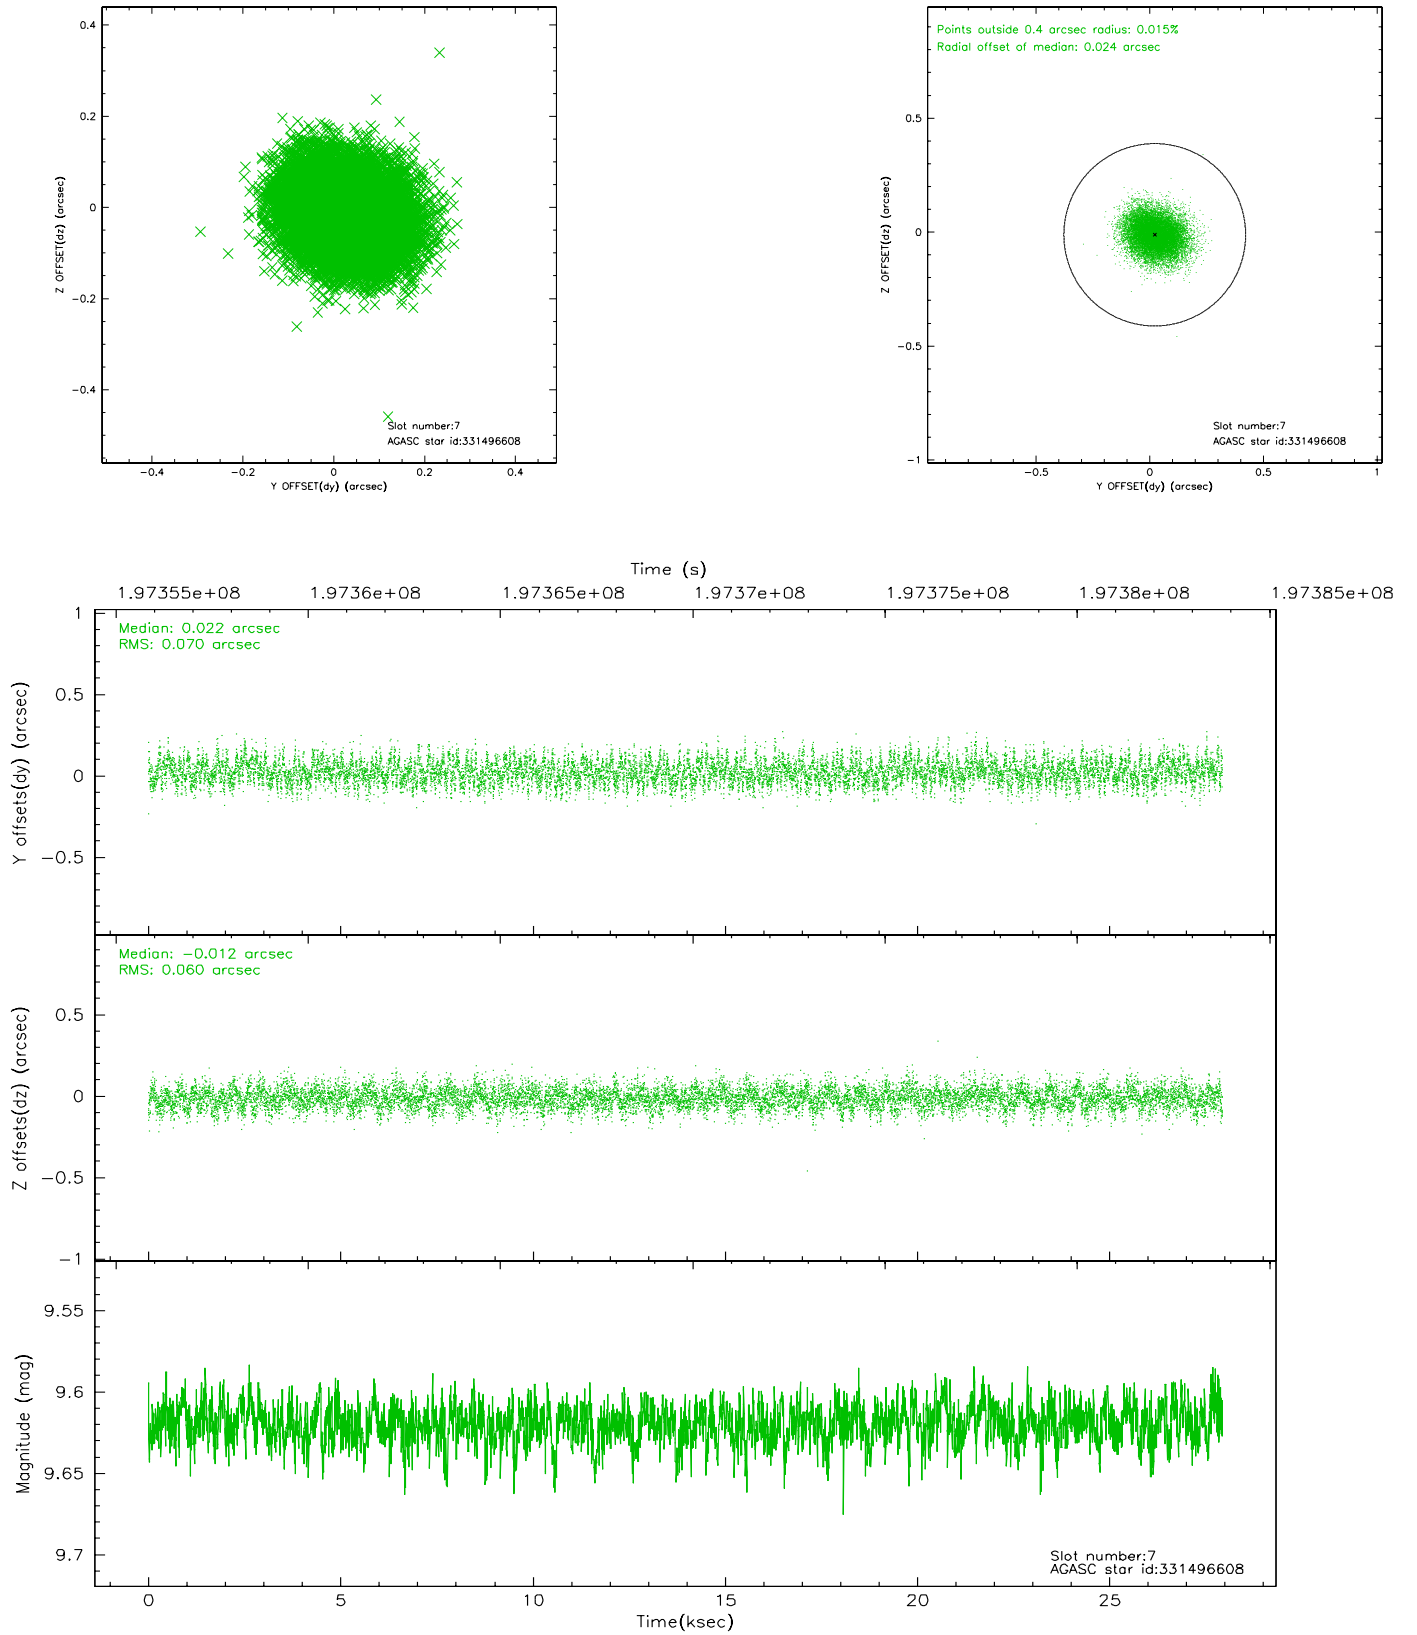 0.4
0.2
0
−0.2
−0.4
Z OFFSET(dz) (arcsec)
−0.4 −0.2 0 0.2 0.4
Y OFFSET(dy) (arcsec)
Slot number:7
AGASC star id:331496608
Points outside 0.4 arcsec radius: 0.015%
Radial offset of median: 0.024 arcsec
0.5
0
−0.5
−1
Z OFFSET(dz) (arcsec)
−0.5 0 0.5 1
Y OFFSET(dy) (arcsec)
Slot number:7
AGASC star id:331496608
Time (s)
1.97355e+08 1.9736e+08 1.97365e+08 1.9737e+08 1.97375e+08 1.9738e+08 1.97385e+08
Median: 0.022 arcsec
RMS: 0.070 arcsec
1
0.5
0
−0.5
Y offsets(dy) (arcsec)
Median: −0.012 arcsec
RMS: 0.060 arcsec
0.5
0
−0.5
−1
Z offsets(dz) (arcsec)
9.55
9.6
9.65
9.7
Magnitude (mag)
Slot number:7
AGASC star id:331496608
0 5 10 15 20 25
Time(ksec)